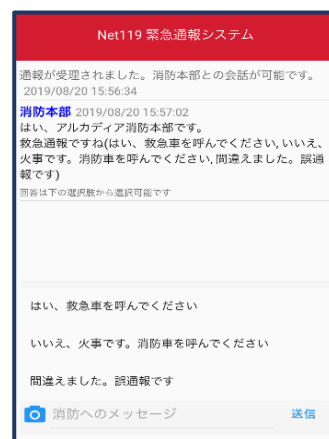 Net119 緊急通報システム
通報が受理されました。消防本部との会話が可能です。
2019/08/20 15:56:34
消防本部 2019/08/20 15:57:02
はい、アルカディア消防本部です。
救急通報ですね(はい、救急車を呼んでください, いいえ、
火事です。消防車を呼んでください, 間違えました。誤通
報です)
回答は下の選択肢から選択可能です
はい、救急車を呼んでください
いいえ、火事です。消防車を呼んでください
間違えました。誤通報です
消防へのメッセージ 送信